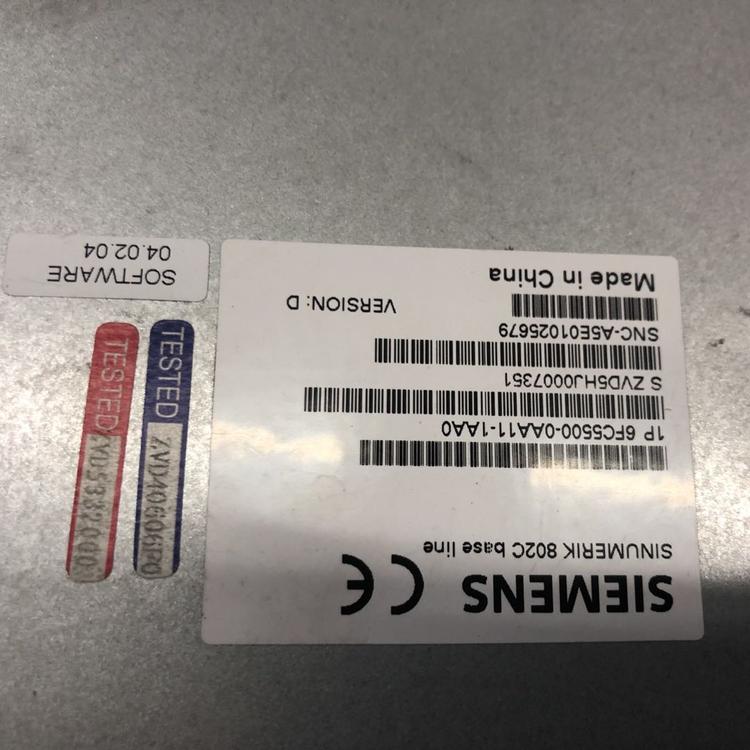 SIEMENS CE
SINUMERIK 802C base line
1P 6FC5500-0AA11-1AA0
S ZVD5HJ0007351
SNC-A5E01025679
VERSION: D
Made in China
SOFTWARE
04.02.04
TESTED
TESTED